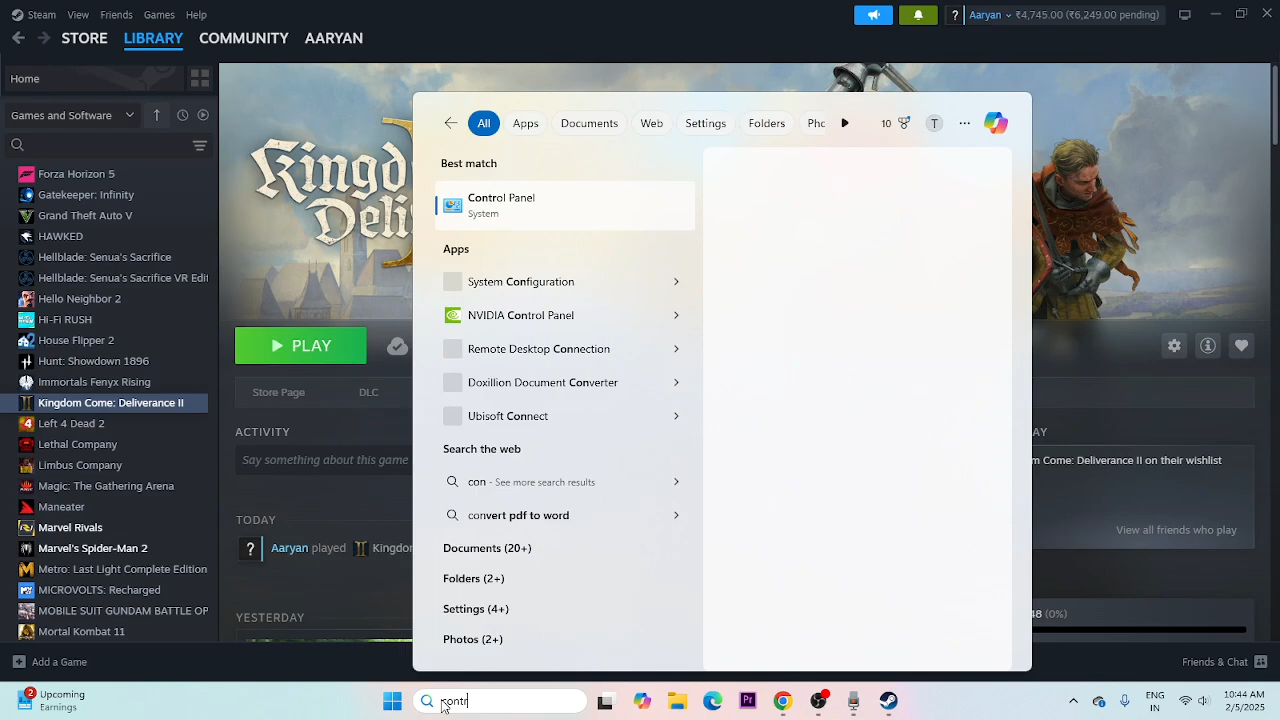 Steam View Friends Games Help
? Aaryan ₹4,745.00 (₹6,249.00 pending)
STORE LIBRARY COMMUNITY AARYAN
Home
Games and Software
Forza Horizon 5
Gatekeeper: Infinity
Grand Theft Auto V
HAWKED
Hellblade: Senua's Sacrifice
Hellblade: Senua's Sacrifice VR Edit
Hello Neighbor 2
Hi-Fi RUSH
House Flipper 2
Hunt: Showdown 1896
Immortals Fenyx Rising
Kingdom Come: Deliverance II
Left 4 Dead 2
Lethal Company
Limbus Company
Magic: The Gathering Arena
Maneater
Marvel Rivals
Marvel's Spider-Man 2
Metro: Last Light Complete Edition
MICROVOLTS: Recharged
MOBILE SUIT GUNDAM BATTLE OP
Mortal Kombat 11
Add a Game
PLAY
Store Page DLC
ACTIVITY
Say something about this game
TODAY
? Aaryan played Kingdo
YESTERDAY
All Apps Documents Web Settings Folders Pho 10 T
Best match
Control Panel
System
Apps
System Configuration
NVIDIA Control Panel
Remote Desktop Connection
Doxillion Document Converter
Ubisoft Connect
Search the web
con - See more search results
convert pdf to word
Documents (20+)
Folders (2+)
Settings (4+)
Photos (2+)
AY
om Come: Deliverance II on their wishlist
View all friends who play
48 (0%)
Friends & Chat
2 Upcoming
Earnings
Pr
ENG
IN
10:44 AM
2/5/2025